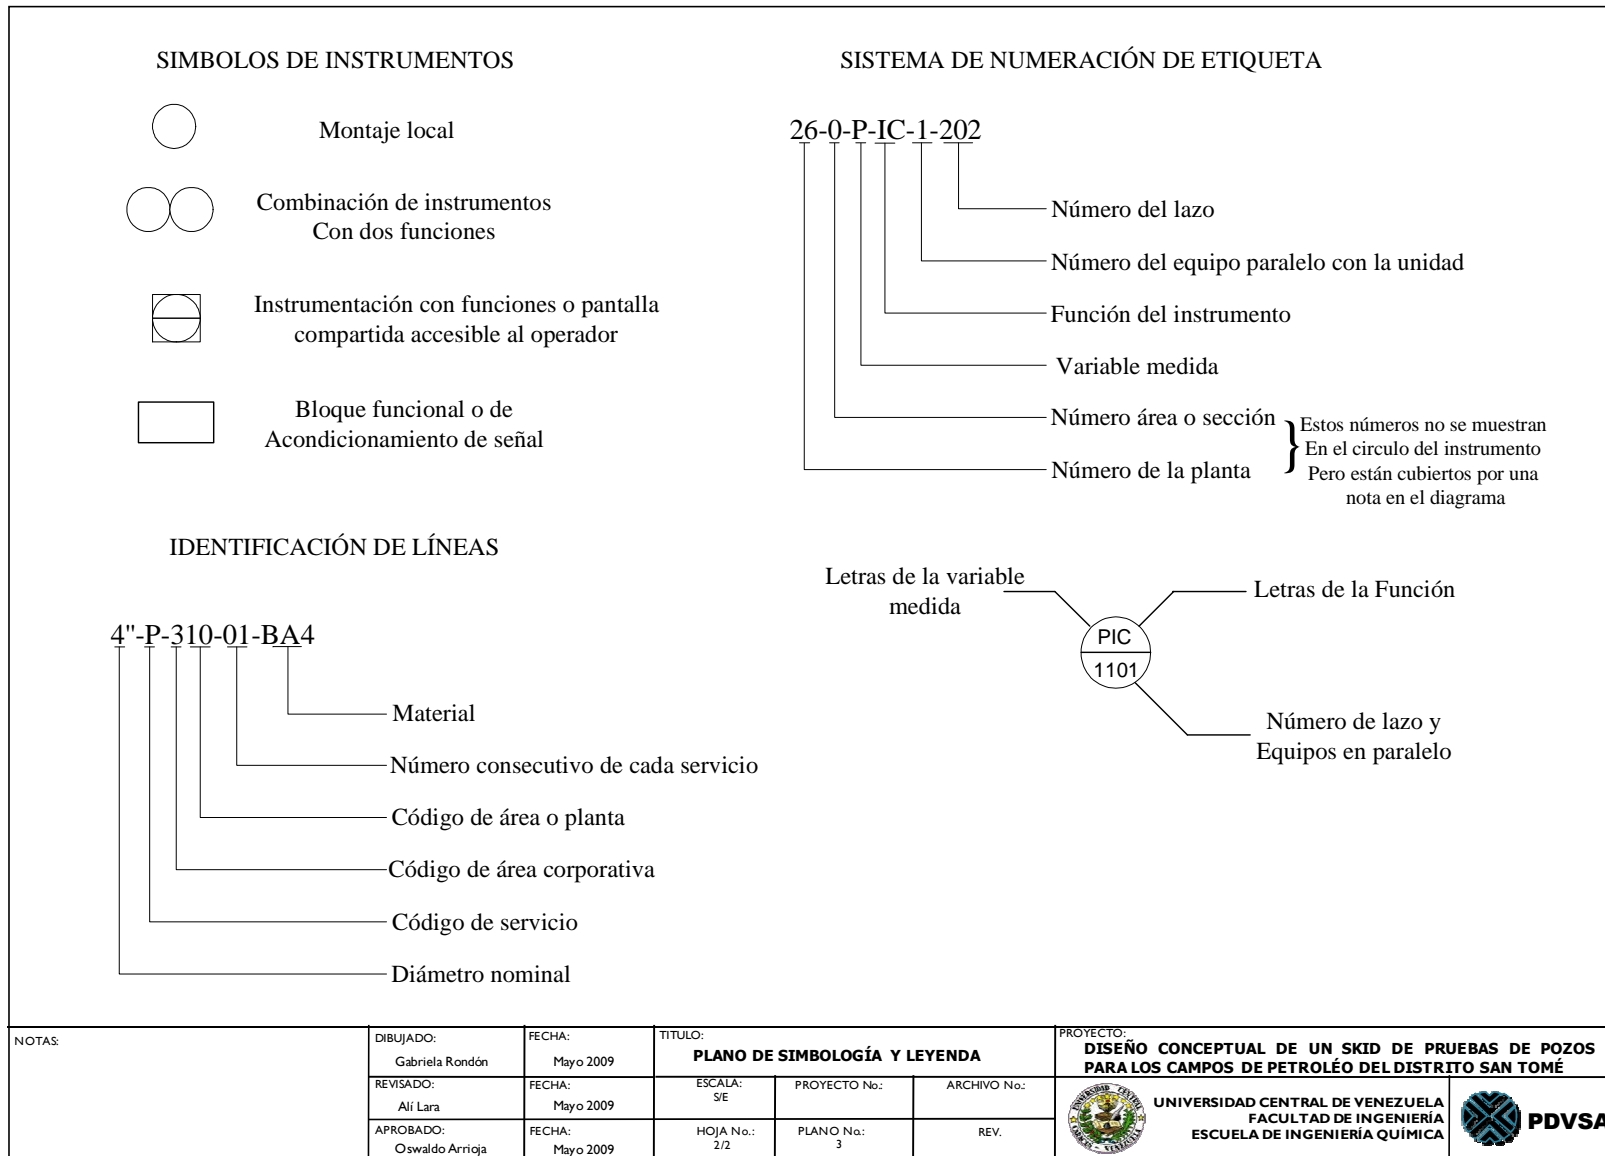 SIMBOLOS DE INSTRUMENTOS
Montaje local
Combinación de instrumentos
Con dos funciones
Instrumentación con funciones o pantalla
compartida accesible al operador
Bloque funcional o de
Acondicionamiento de señal
SISTEMA DE NUMERACIÓN DE ETIQUETA
26-0-P-IC-1-202
Número del lazo
Número del equipo paralelo con la unidad
Función del instrumento
Variable medida
Número área o sección
Número de la planta
}
Estos números no se muestran
En el circulo del instrumento
Pero están cubiertos por una
nota en el diagrama
IDENTIFICACIÓN DE LÍNEAS
4"-P-310-01-BA4
Material
Número consecutivo de cada servicio
Código de área o planta
Código de área corporativa
Código de servicio
Diámetro nominal
Letras de la variable
medida
Letras de la Función
PIC
1101
Número de lazo y
Equipos en paralelo
NOTAS:
DIBUJADO:
Gabriela Rondón
FECHA:
Mayo 2009
REVISADO:
Alí Lara
FECHA:
Mayo 2009
APROBADO:
Oswaldo Arrioja
FECHA:
Mayo 2009
TITULO:
PLANO DE SIMBOLOGÍA Y LEYENDA
ESCALA:
S/E
PROYECTO No.:
ARCHIVO No.:
HOJA No.:
2/2
PLANO No.:
3
REV.
PROYECTO:
DISEÑO CONCEPTUAL DE UN SKID DE PRUEBAS DE POZOS
PARA LOS CAMPOS DE PETROLÉO DEL DISTRITO SAN TOMÉ
UNIVERSIDAD CENTRAL DE VENEZUELA
FACULTAD DE INGENIERÍA
ESCUELA DE INGENIERÍA QUÍMICA
PDVSA